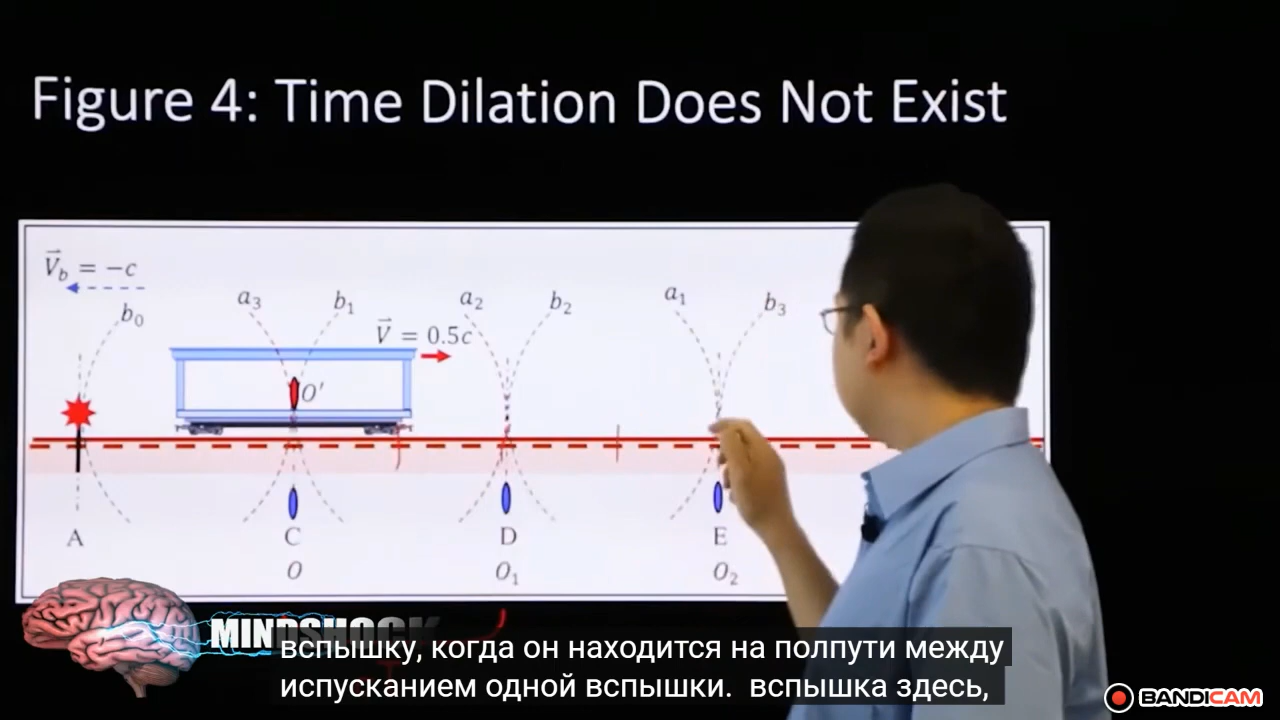 Figure 4: Time Dilation Does Not Exist
V⃗b = −c
b0
a3
b1
V⃗ = 0.5c
a2
b2
a1
b3
O′
A
C
D
E
O
O1
O2
MINDSHOCK
вспышку, когда он находится на полпути между
испусканием одной вспышки. вспышка здесь,
BANDICAM